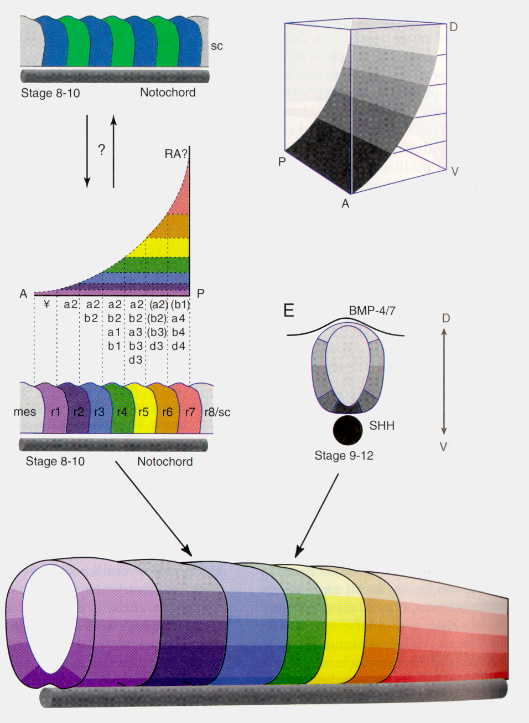 sc
Stage 8-10 Notochord
?
RA?
D
P
V
A
A P
¥ a2 a2 a2 a2 (a2) (b1)
b2 b2 b2 (b2) a4
a1 a3 (b3) b4
b1 b3 d3 d4
d3
mes r1 r2 r3 r4 r5 r6 r7 r8/sc
Stage 8-10 Notochord
E
BMP-4/7
D
SHH
V
Stage 9-12